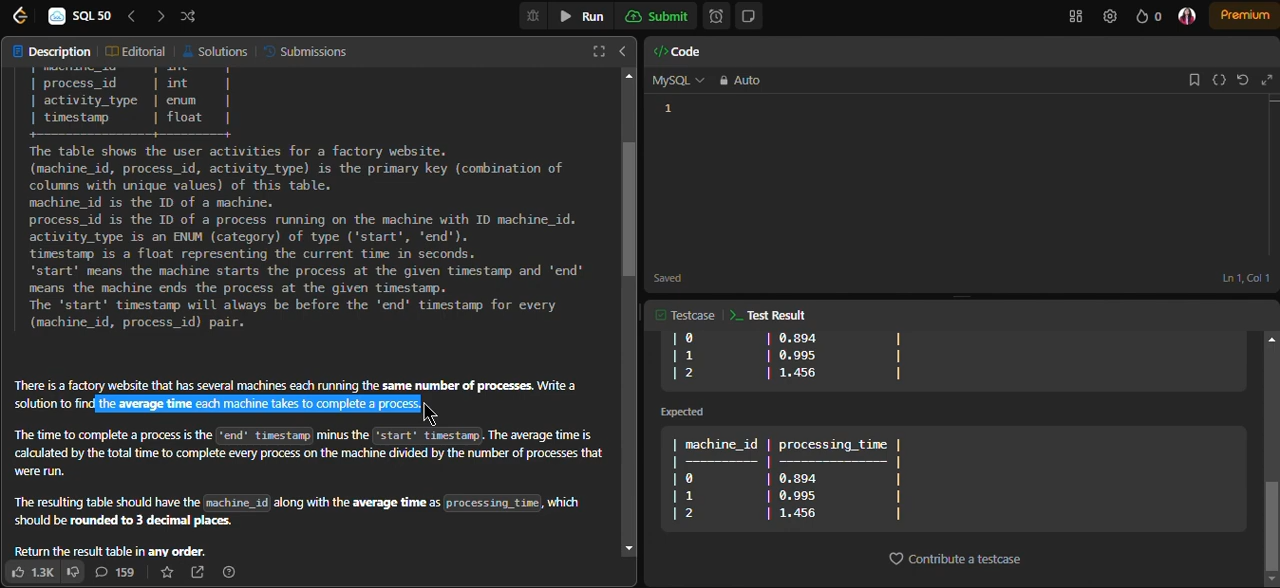 SQL 50
Run
Submit
0
Premium
Description
Editorial
Solutions
Submissions
| machine_id | int |
| process_id | int |
| activity_type | enum |
| timestamp | float |
+----------------+---------+
The table shows the user activities for a factory website.
(machine_id, process_id, activity_type) is the primary key (combination of
columns with unique values) of this table.
machine_id is the ID of a machine.
process_id is the ID of a process running on the machine with ID machine_id.
activity_type is an ENUM (category) of type ('start', 'end').
timestamp is a float representing the current time in seconds.
'start' means the machine starts the process at the given timestamp and 'end'
means the machine ends the process at the given timestamp.
The 'start' timestamp will always be before the 'end' timestamp for every
(machine_id, process_id) pair.
There is a factory website that has several machines each running the same number of processes. Write a
solution to find the average time each machine takes to complete a process.
The time to complete a process is the 'end' timestamp minus the 'start' timestamp. The average time is
calculated by the total time to complete every process on the machine divided by the number of processes that
were run.
The resulting table should have the machine_id along with the average time as processing_time, which
should be rounded to 3 decimal places.
Return the result table in any order.
1.3K
159
</> Code
MySQL
Auto
1
Saved
Ln 1, Col 1
Testcase
>_ Test Result
| 0 | 0.894 |
| 1 | 0.995 |
| 2 | 1.456 |
Expected
| machine_id | processing_time |
| ---------- | --------------- |
| 0 | 0.894 |
| 1 | 0.995 |
| 2 | 1.456 |
Contribute a testcase